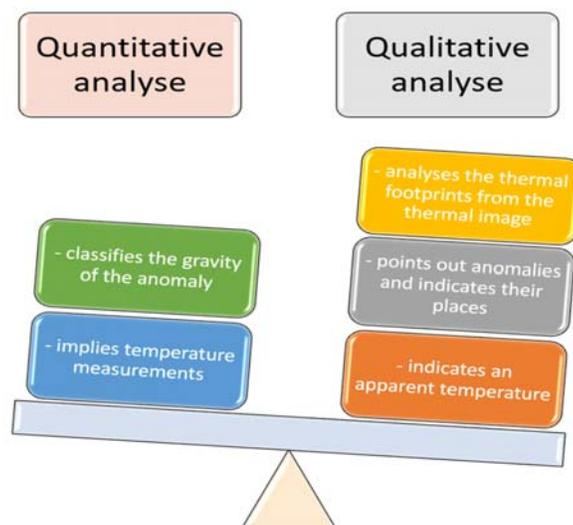 Quantitative
analyse
Qualitative
analyse
- classifies the gravity
of the anomaly
- implies temperature
measurements
- analyses the thermal
footprints from the
thermal image
- points out anomalies
and indicates their
places
- indicates an
apparent temperature